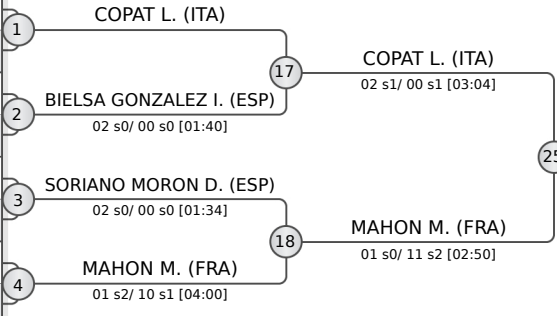 COPAT L. (ITA)
1
17
COPAT L. (ITA)
02 s1/ 00 s1 [03:04]
BIELSA GONZALEZ I. (ESP)
2
02 s0/ 00 s0 [01:40]
25
SORIANO MORON D. (ESP)
3
02 s0/ 00 s0 [01:34]
18
MAHON M. (FRA)
01 s0/ 11 s2 [02:50]
MAHON M. (FRA)
4
01 s2/ 10 s1 [04:00]